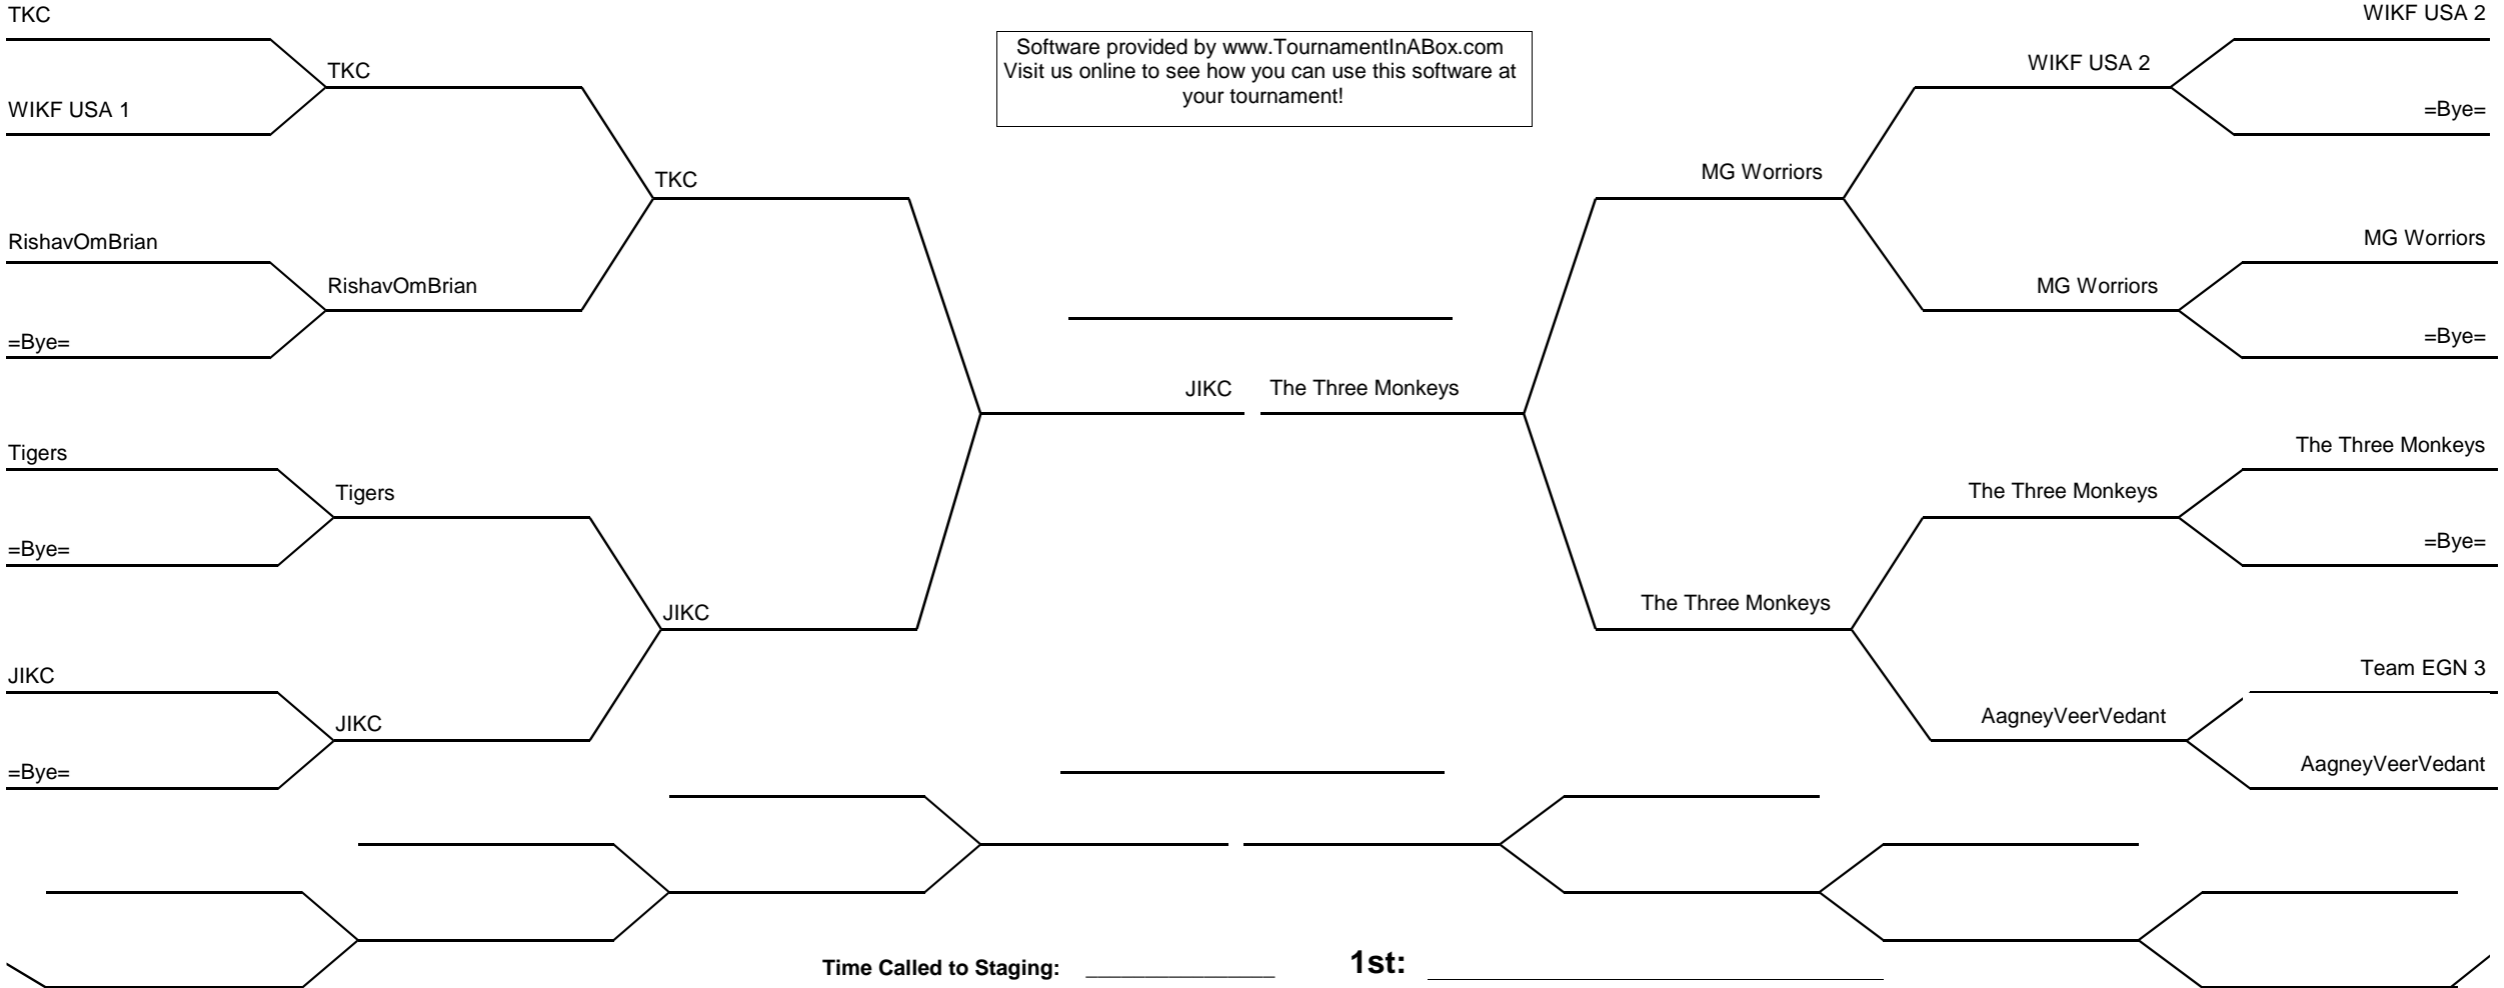 TKC
WIKF USA 2
Software provided by www.TournamentInABox.com
Visit us online to see how you can use this software at
your tournament!
TKC
WIKF USA 2
WIKF USA 1
=Bye=
TKC
MG Worriors
RishavOmBrian
MG Worriors
RishavOmBrian
MG Worriors
=Bye=
=Bye=
JIKC
The Three Monkeys
Tigers
The Three Monkeys
Tigers
The Three Monkeys
=Bye=
=Bye=
JIKC
The Three Monkeys
JIKC
Team EGN 3
JIKC
AagneyVeerVedant
=Bye=
AagneyVeerVedant
Time Called to Staging: ________________
1st: ________________________